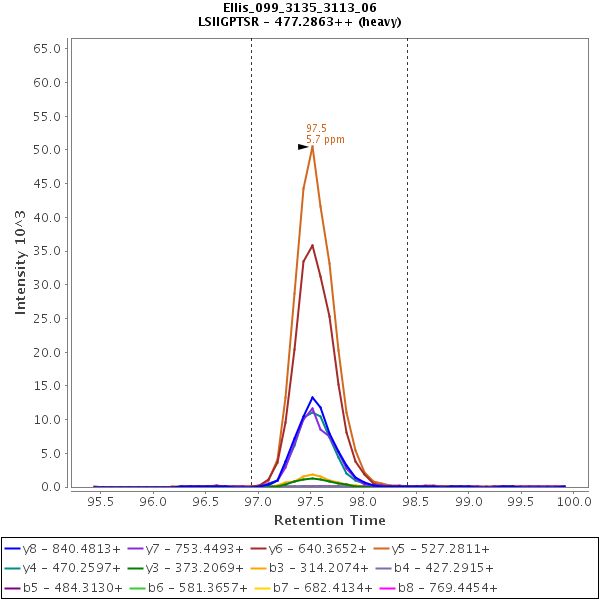 Ellis_099_3135_3113_06
LSIIGPTSR - 477.2863++ (heavy)
97.5
5.7 ppm
65.0
60.0
55.0
50.0
45.0
40.0
35.0
30.0
25.0
20.0
15.0
10.0
5.0
0.0
Intensity 10^3
95.5 96.0 96.5 97.0 97.5 98.0 98.5 99.0 99.5 100.0
Retention Time
y8 - 840.4813+ y7 - 753.4493+ y6 - 640.3652+ y5 - 527.2811+
y4 - 470.2597+ y3 - 373.2069+ b3 - 314.2074+ b4 - 427.2915+
b5 - 484.3130+ b6 - 581.3657+ b7 - 682.4134+ b8 - 769.4454+